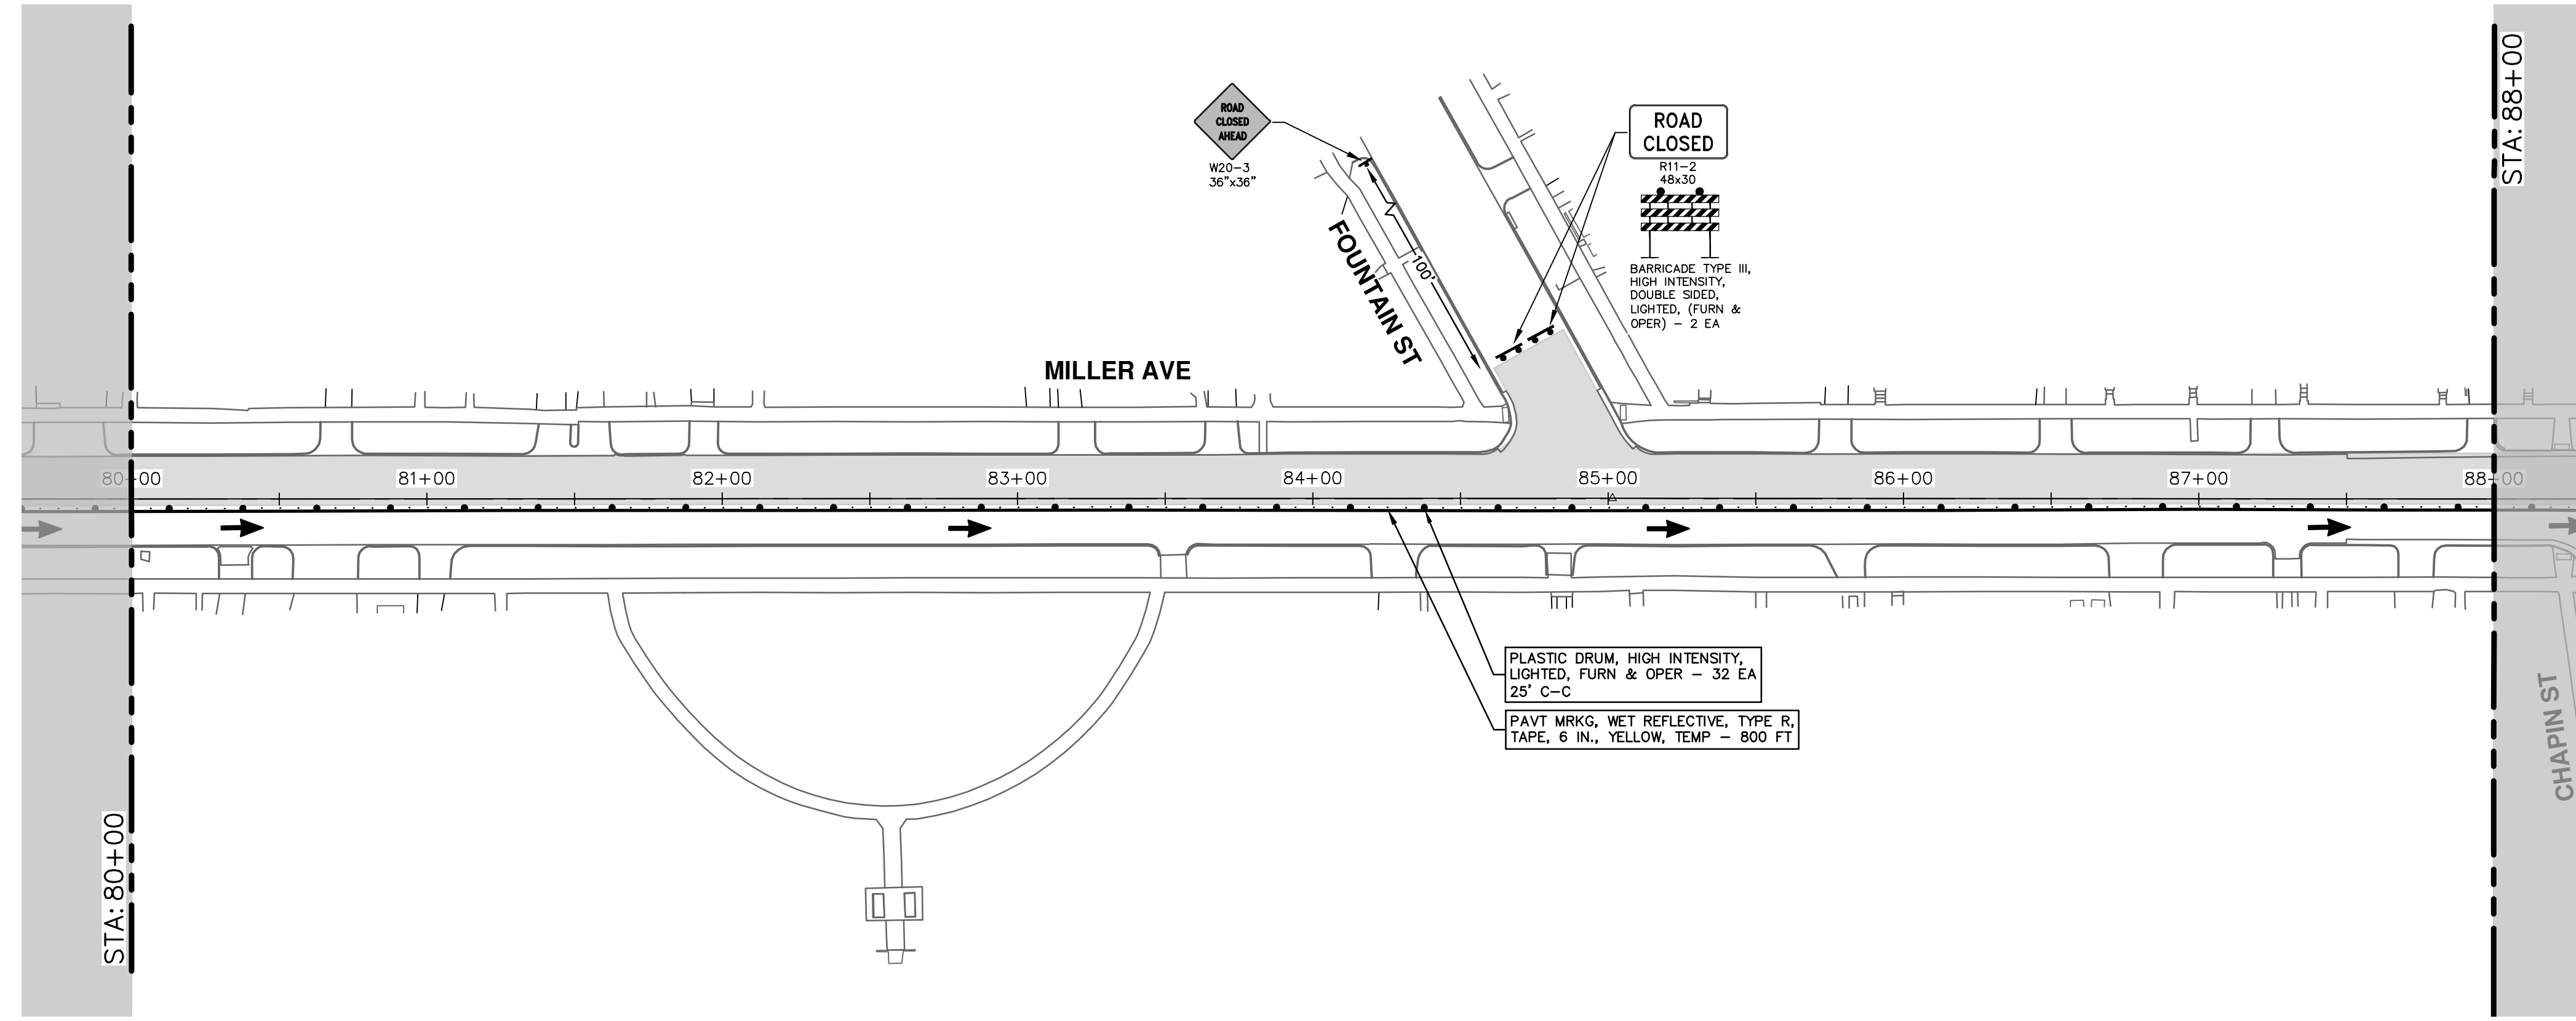 STA: 88+00
ROAD
CLOSED
AHEAD
W20-3
36"x36"
ROAD
CLOSED
R11-2
48x30
BARRICADE TYPE III,
HIGH INTENSITY,
DOUBLE SIDED,
LIGHTED, (FURN &
OPER) - 2 EA
FOUNTAIN ST
100'
MILLER AVE
80+00
81+00
82+00
83+00
84+00
85+00
86+00
87+00
88+00
PLASTIC DRUM, HIGH INTENSITY,
LIGHTED, FURN & OPER - 32 EA
25' C-C
PAVT MRKG, WET REFLECTIVE, TYPE R,
TAPE, 6 IN., YELLOW, TEMP - 800 FT
CHAPIN ST
STA: 80+00